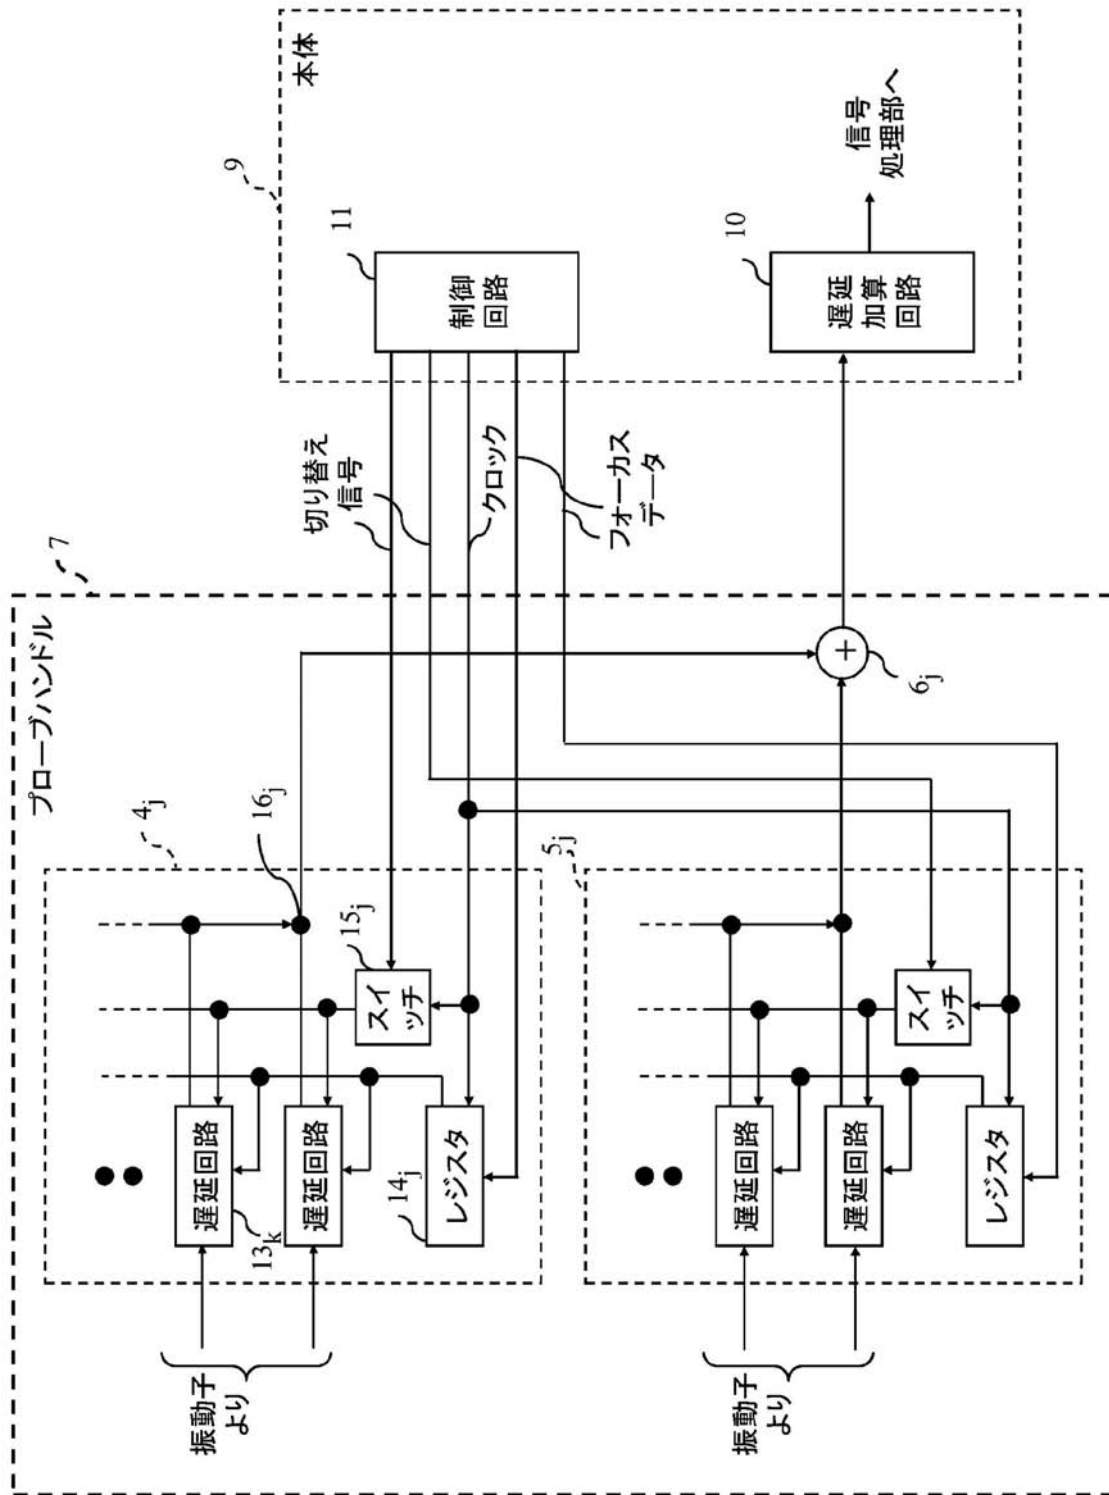 プローブハンドル
7
本体
9
4j
16j
15j
スイ
ッチ
遅延回路
13k
遅延回路
14j
レジスタ
振動子
より
切り替え
信号
クロック
フォーカス
データ
11
制御
回路
10
遅延
加算
回路
信号
処理部へ
6j
5j
スイ
ッチ
遅延回路
遅延回路
レジスタ
振動子
より